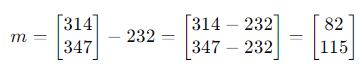 m = [314 347] − 232 = [314 − 232 347 − 232] = [82 115]